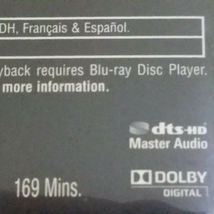 DH, Français & Español.
yback requires Blu-ray Disc Player.
more information.
dts-HD
Master Audio
169 Mins.
DOLBY
DIGITAL